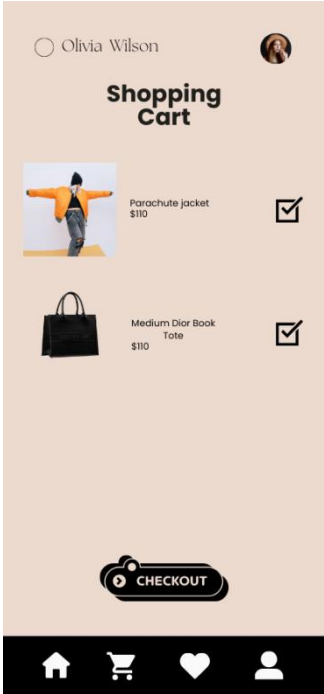 Olivia Wilson
Shopping
Cart
Parachute jacket
$110
Medium Dior Book
Tote
$110
CHECKOUT